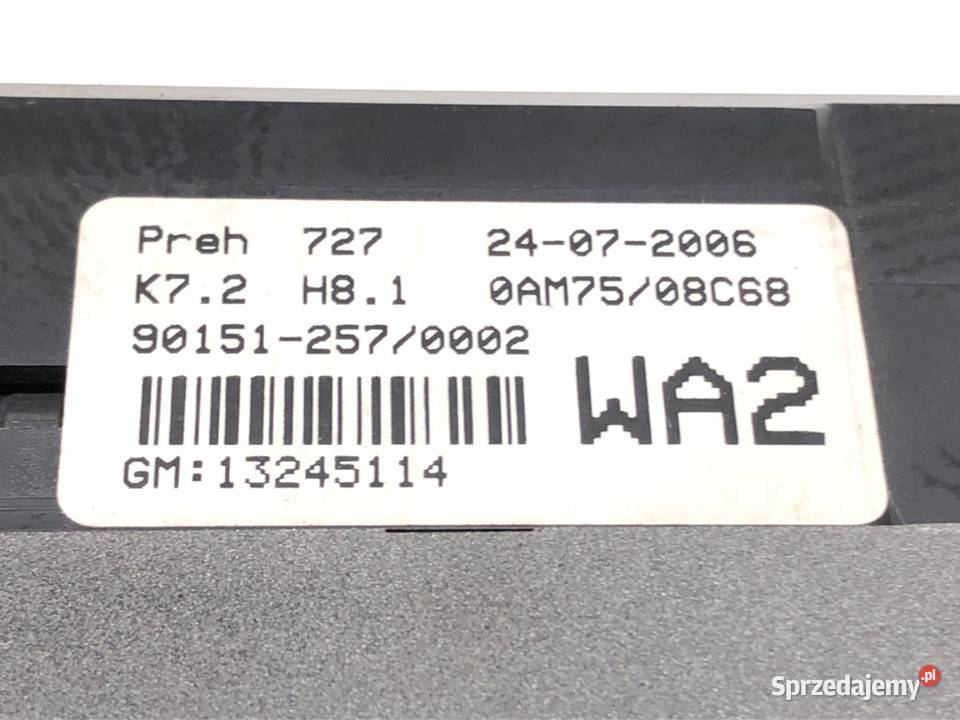 Preh 727 24-07-2006
K7.2 H8.1 0AM75/08C68
90151-257/0002
WA2
GM:13245114
Sprzedajemy.pl